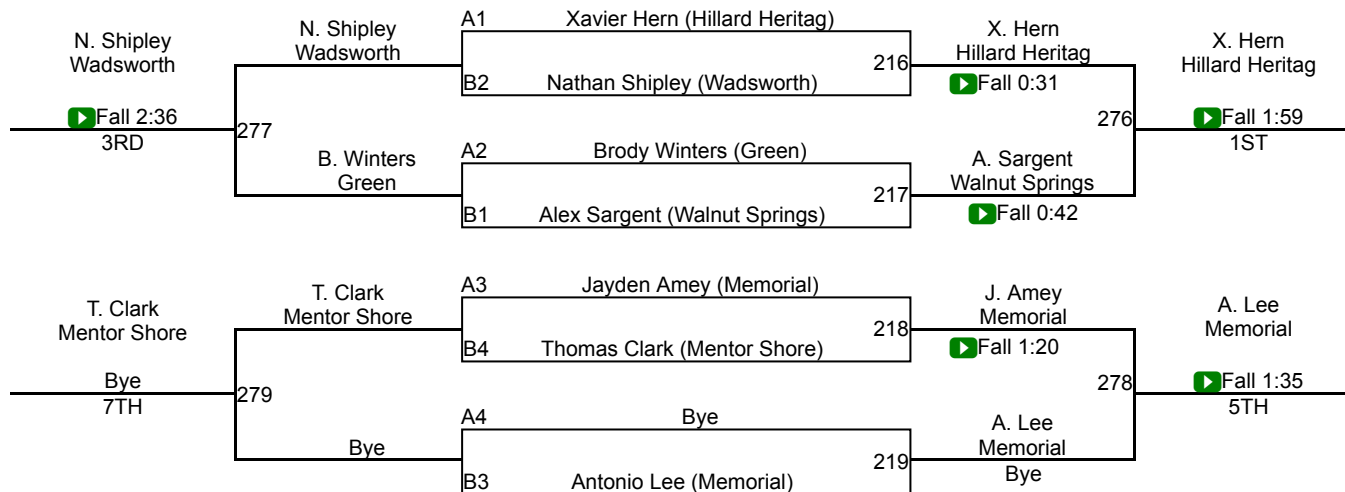 A1 Xavier Hern (Hillard Heritag)
N. Shipley
Wadsworth
N. Shipley
Wadsworth
216
X. Hern
Hillard Heritag
X. Hern
Hillard Heritag
B2 Nathan Shipley (Wadsworth)
Fall 0:31
Fall 2:36
3RD
277
276
Fall 1:59
1ST
A2 Brody Winters (Green)
B. Winters
Green
217
A. Sargent
Walnut Springs
B1 Alex Sargent (Walnut Springs)
Fall 0:42
A3 Jayden Amey (Memorial)
T. Clark
Mentor Shore
T. Clark
Mentor Shore
218
J. Amey
Memorial
A. Lee
Memorial
B4 Thomas Clark (Mentor Shore)
Fall 1:20
Bye
7TH
279
278
Fall 1:35
5TH
A4 Bye
Bye
219
A. Lee
Memorial
Bye
B3 Antonio Lee (Memorial)